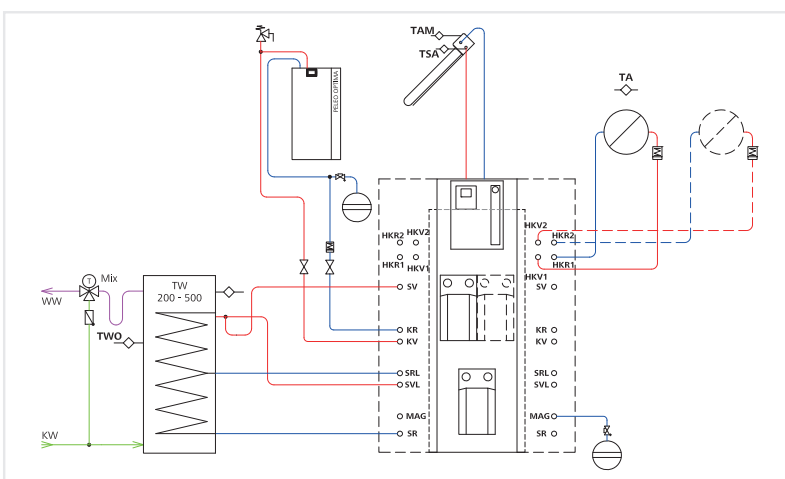 TAM
TSA
TA
PELEO OPTIMA
HKR2 HKV2
HKR1 HKV1
SV
KR
KV
SRL
SVL
MAG
SR
HKV2
HKR2
HKR1
HKV1
SV
KR
KV
SRL
SVL
MAG
SR
T
Mix
WW
TW
200 - 500
TWO
KW